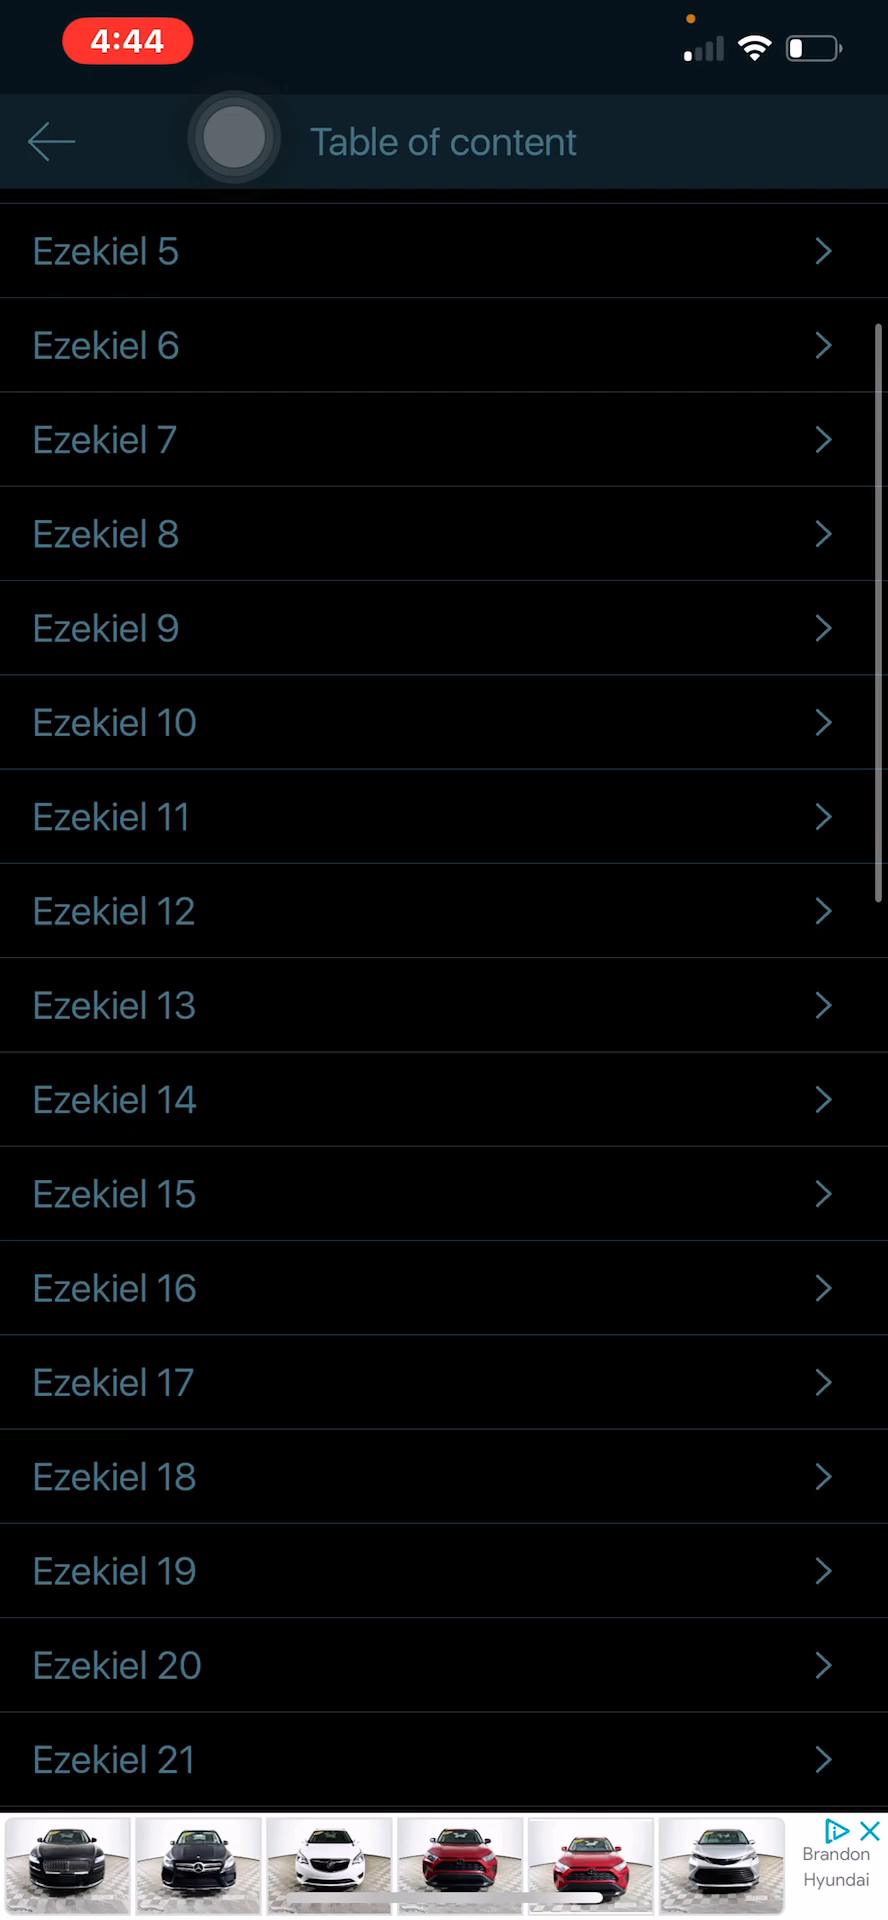 4:44
Table of content
Ezekiel 5
Ezekiel 6
Ezekiel 7
Ezekiel 8
Ezekiel 9
Ezekiel 10
Ezekiel 11
Ezekiel 12
Ezekiel 13
Ezekiel 14
Ezekiel 15
Ezekiel 16
Ezekiel 17
Ezekiel 18
Ezekiel 19
Ezekiel 20
Ezekiel 21
Brandon
Hyundai